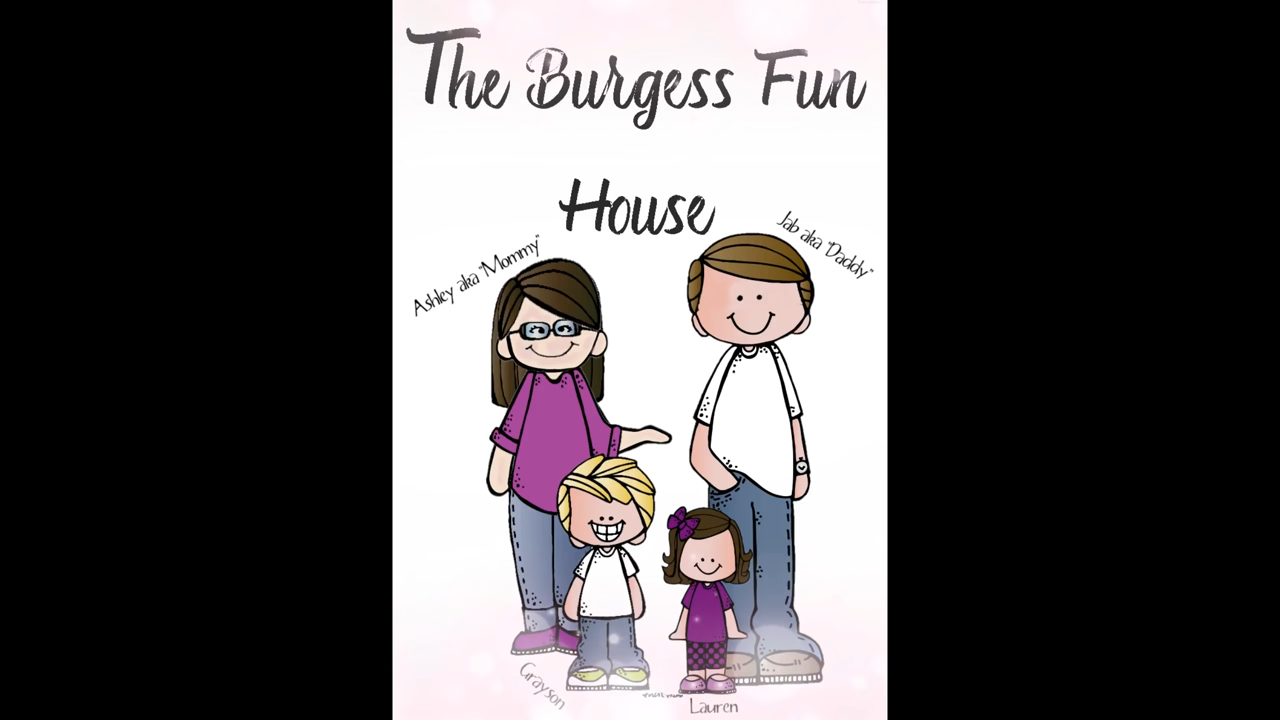 The Burgess Fun
House
Ashley aka "Mommy"
Jab aka "Daddy"
Grayson
Lauren